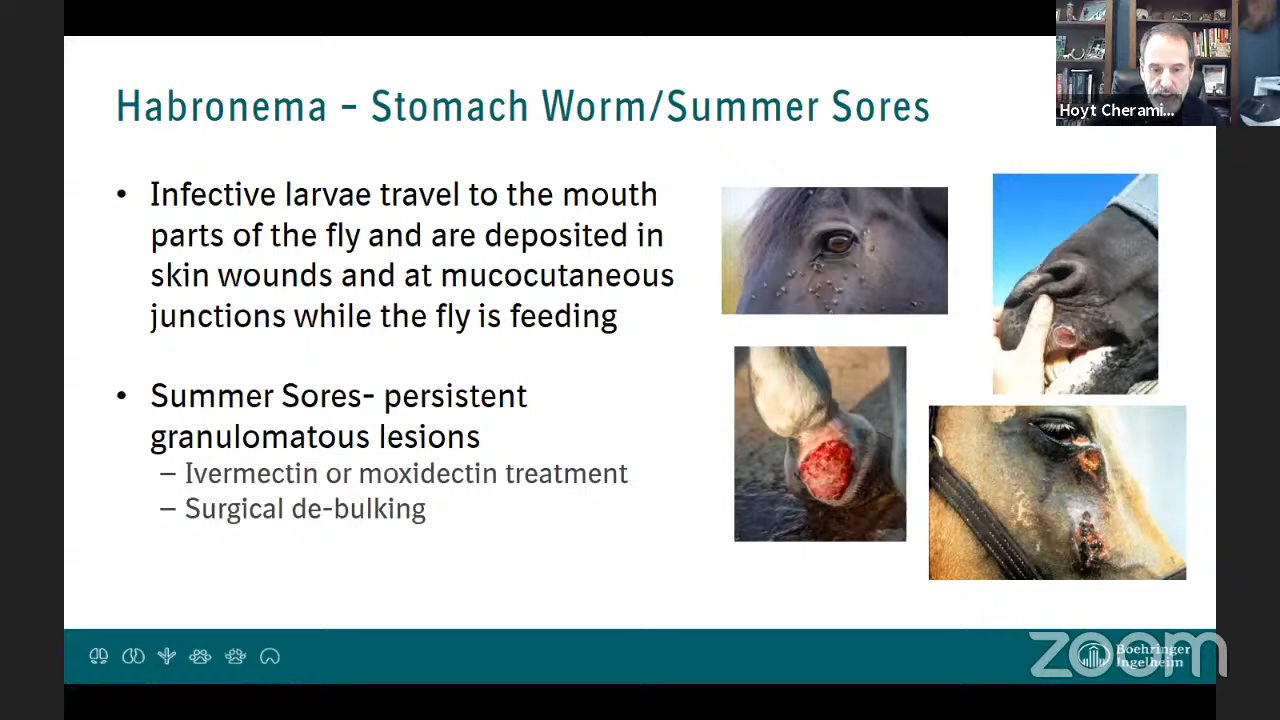 Habronema – Stomach Worm/Summer Sores
Hoyt Cherami...
• Infective larvae travel to the mouth
parts of the fly and are deposited in
skin wounds and at mucocutaneous
junctions while the fly is feeding
• Summer Sores- persistent
granulomatous lesions
– Ivermectin or moxidectin treatment
– Surgical de-bulking
zoom
Boehringer
Ingelheim